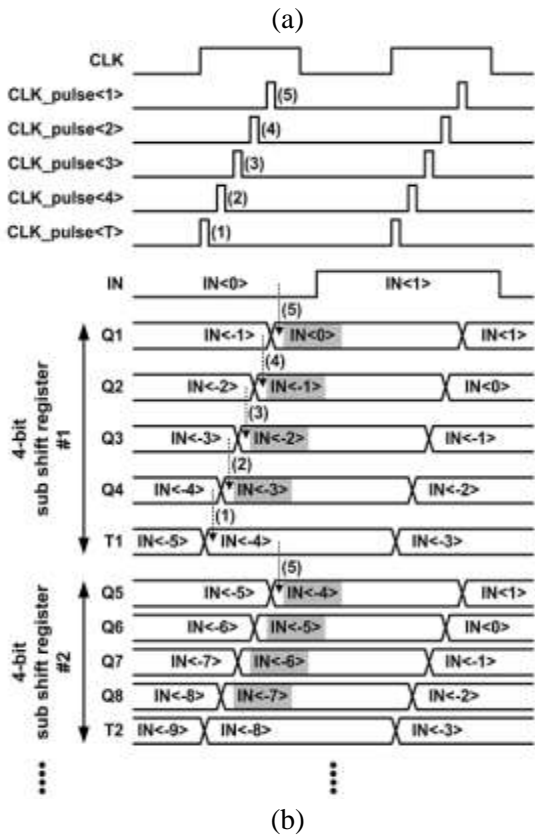 (a)
CLK
CLK_pulse<1> (5)
CLK_pulse<2> (4)
CLK_pulse<3> (3)
CLK_pulse<4> (2)
CLK_pulse<T> (1)
IN IN<0> IN<1>
(5)
Q1 IN<-1> IN<0> IN<1>
(4)
Q2 IN<-2> IN<-1> IN<0>
(3)
Q3 IN<-3> IN<-2> IN<-1>
(2)
Q4 IN<-4> IN<-3> IN<-2>
(1)
T1 IN<-5> IN<-4> IN<-3>
4-bit
sub shift register
#1
(5)
Q5 IN<-5> IN<-4> IN<1>
Q6 IN<-6> IN<-5> IN<0>
Q7 IN<-7> IN<-6> IN<-1>
Q8 IN<-8> IN<-7> IN<-2>
T2 IN<-9> IN<-8> IN<-3>
4-bit
sub shift register
#2
(b)